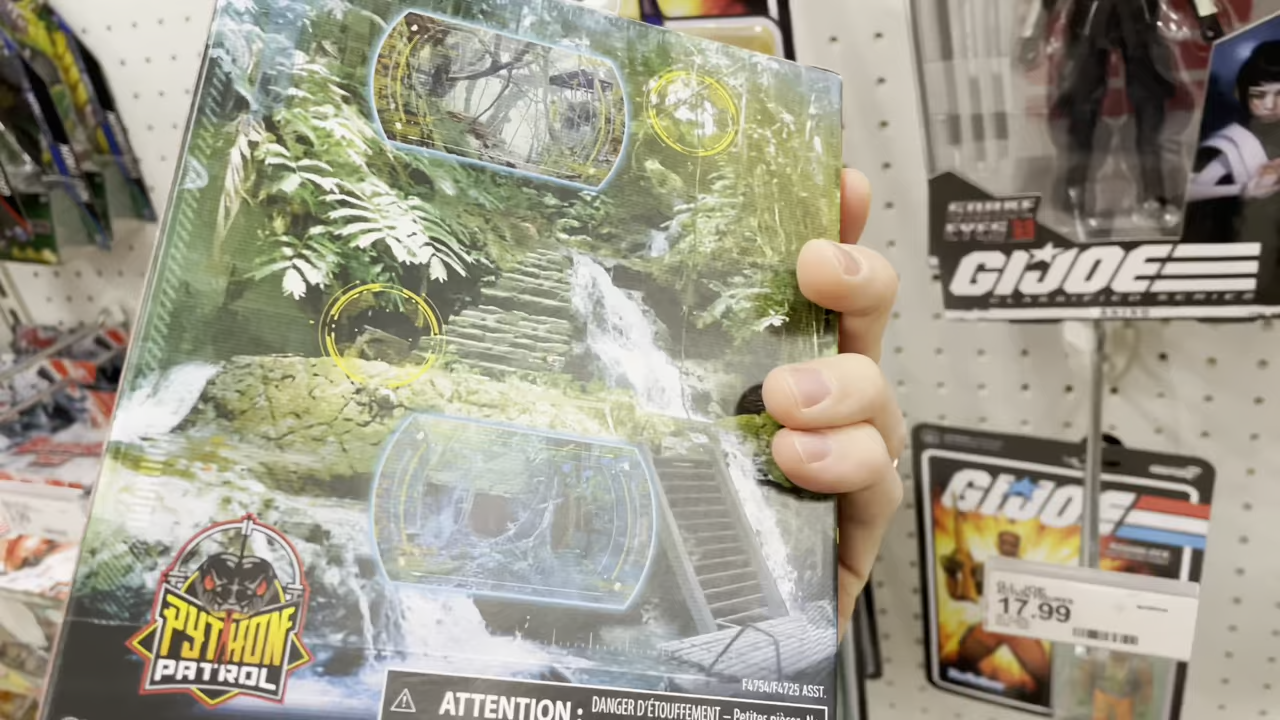 SNAKE
EYES
GI JOE
CLASSIFIED SERIES
AKIKO
GI JOE
17.99
PYTHON
PATROL
F4754/F4725 ASST.
ATTENTION : DANGER D'ÉTOUFFEMENT – Petites pièces.